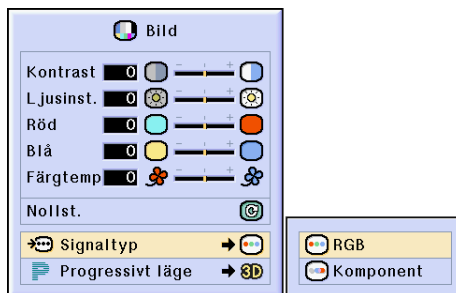 Bild
Kontrast 0
Ljusinst. 0
Röd 0
Blå 0
Färgtemp 0
Nollst.
Signaltyp
Progressivt läge 3D
RGB
Komponent